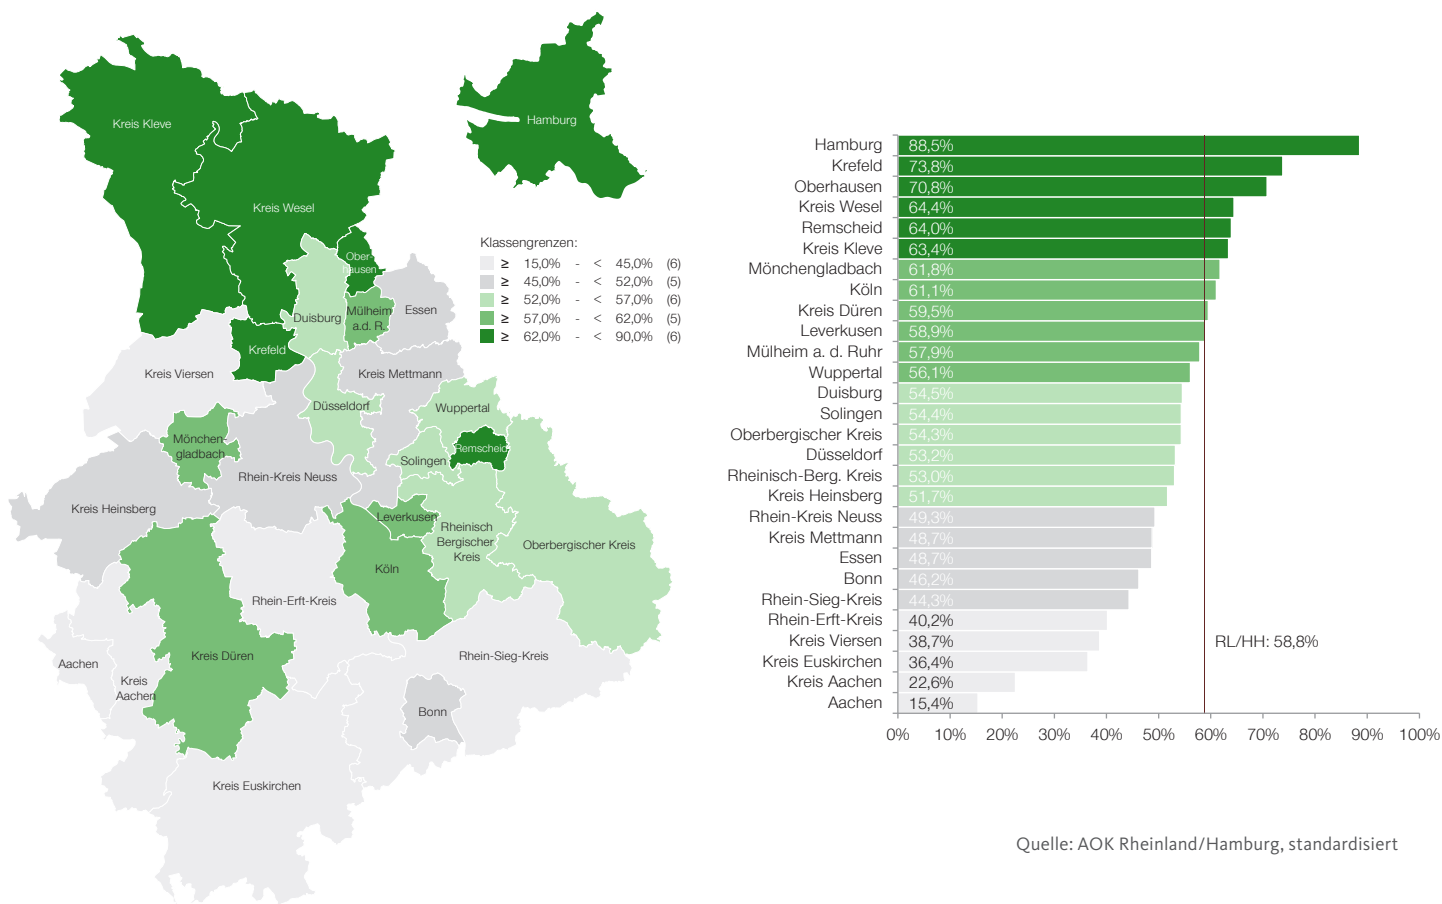 Kreis Kleve
Hamburg
Kreis Wesel
Ober-
hausen
Duisburg
Mülheim
a.d. R.
Essen
Krefeld
Kreis Viersen
Kreis Mettmann
Düsseldorf
Wuppertal
Mönchen-
gladbach
Remscheid
Solingen
Rhein-Kreis Neuss
Kreis Heinsberg
Leverkusen
Rheinisch
Bergischer
Kreis
Oberbergischer Kreis
Köln
Rhein-Erft-Kreis
Aachen
Kreis Düren
Rhein-Sieg-Kreis
Kreis
Aachen
Bonn
Kreis Euskirchen
Klassengrenzen:
≥ 15,0% - < 45,0% (6)
≥ 45,0% - < 52,0% (5)
≥ 52,0% - < 57,0% (6)
≥ 57,0% - < 62,0% (5)
≥ 62,0% - < 90,0% (6)
Hamburg 88,5%
Krefeld 73,8%
Oberhausen 70,8%
Kreis Wesel 64,4%
Remscheid 64,0%
Kreis Kleve 63,4%
Mönchengladbach 61,8%
Köln 61,1%
Kreis Düren 59,5%
Leverkusen 58,9%
Mülheim a. d. Ruhr 57,9%
Wuppertal 56,1%
Duisburg 54,5%
Solingen 54,4%
Oberbergischer Kreis 54,3%
Düsseldorf 53,2%
Rheinisch-Berg. Kreis 53,0%
Kreis Heinsberg 51,7%
Rhein-Kreis Neuss 49,3%
Kreis Mettmann 48,7%
Essen 48,7%
Bonn 46,2%
Rhein-Sieg-Kreis 44,3%
Rhein-Erft-Kreis 40,2%
Kreis Viersen 38,7%
Kreis Euskirchen 36,4%
Kreis Aachen 22,6%
Aachen 15,4%
RL/HH: 58,8%
0% 10% 20% 30% 40% 50% 60% 70% 80% 90% 100%
Quelle: AOK Rheinland/Hamburg, standardisiert